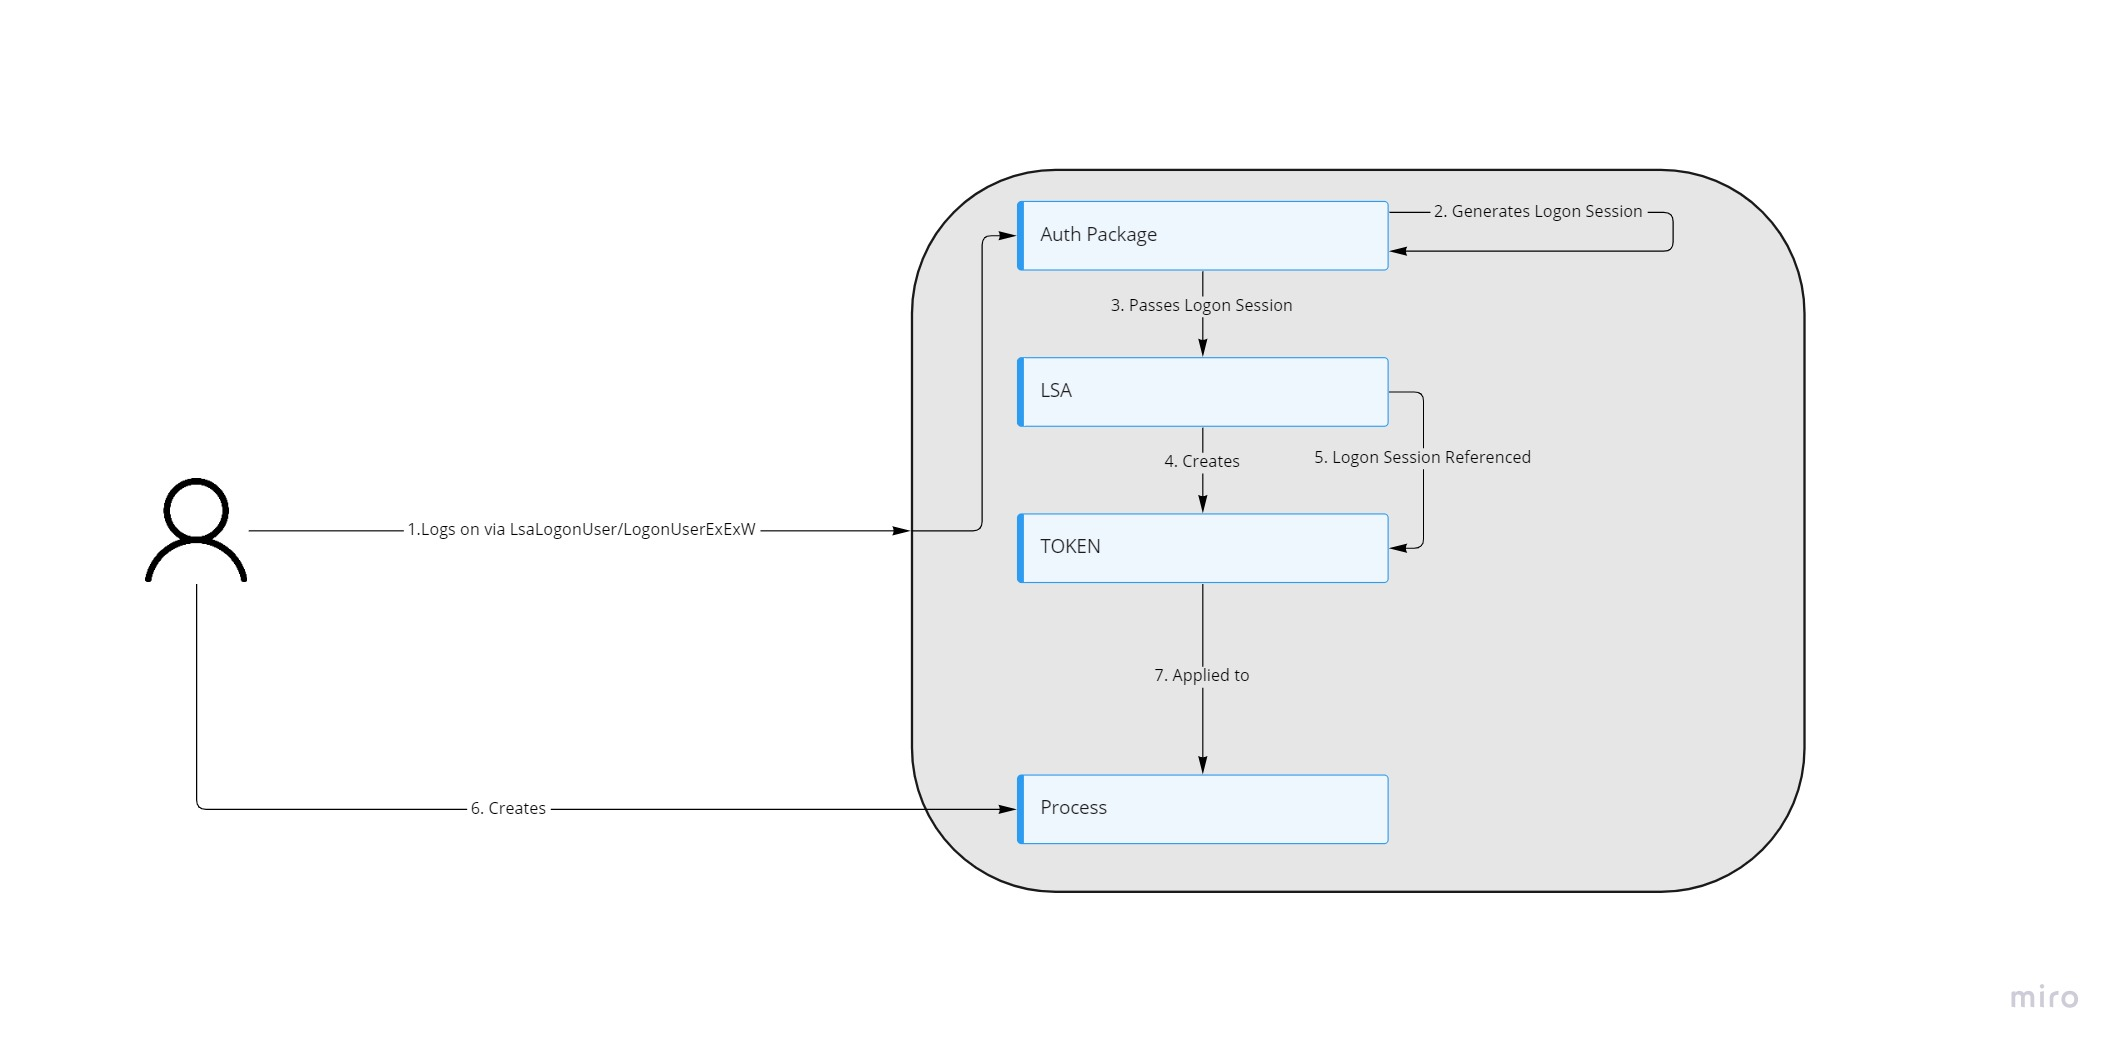 Auth Package
2. Generates Logon Session
3. Passes Logon Session
LSA
4. Creates
5. Logon Session Referenced
1.Logs on via LsaLogonUser/LogonUserExExW
TOKEN
7. Applied to
6. Creates
Process
miro